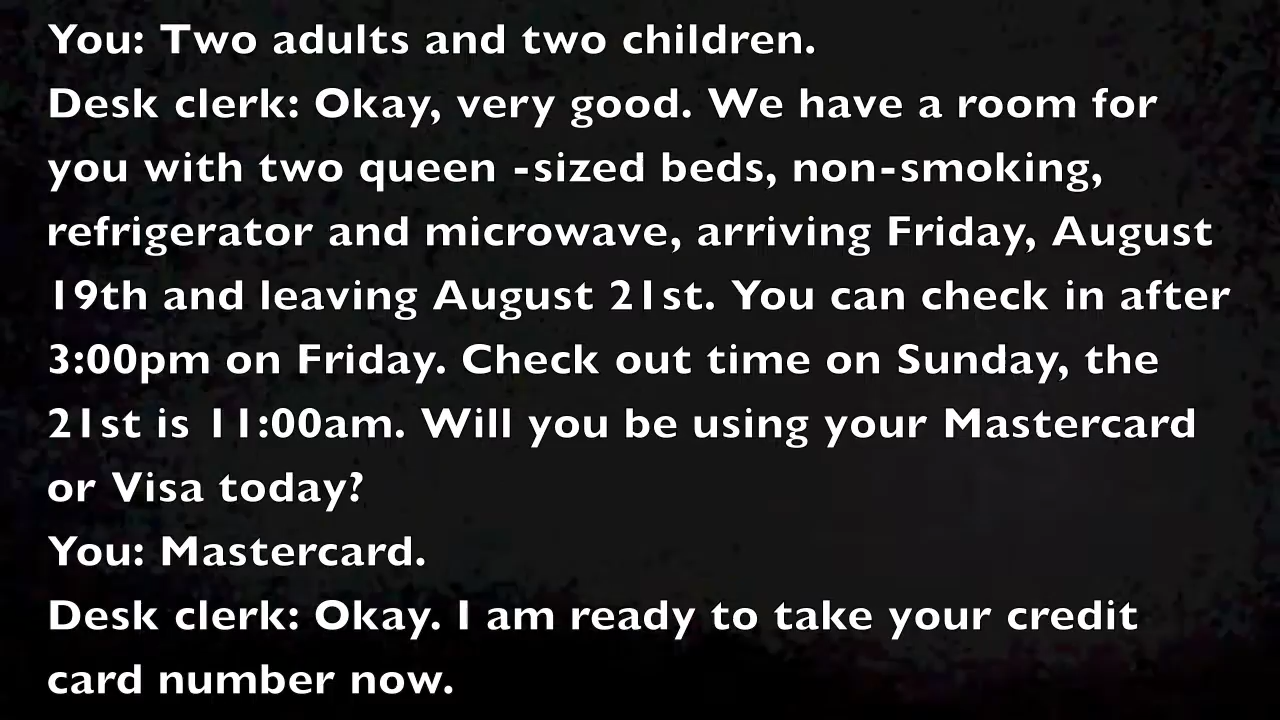 You: Two adults and two children.
Desk clerk: Okay, very good. We have a room for
you with two queen -sized beds, non-smoking,
refrigerator and microwave, arriving Friday, August
19th and leaving August 21st. You can check in after
3:00pm on Friday. Check out time on Sunday, the
21st is 11:00am. Will you be using your Mastercard
or Visa today?
You: Mastercard.
Desk clerk: Okay. I am ready to take your credit
card number now.